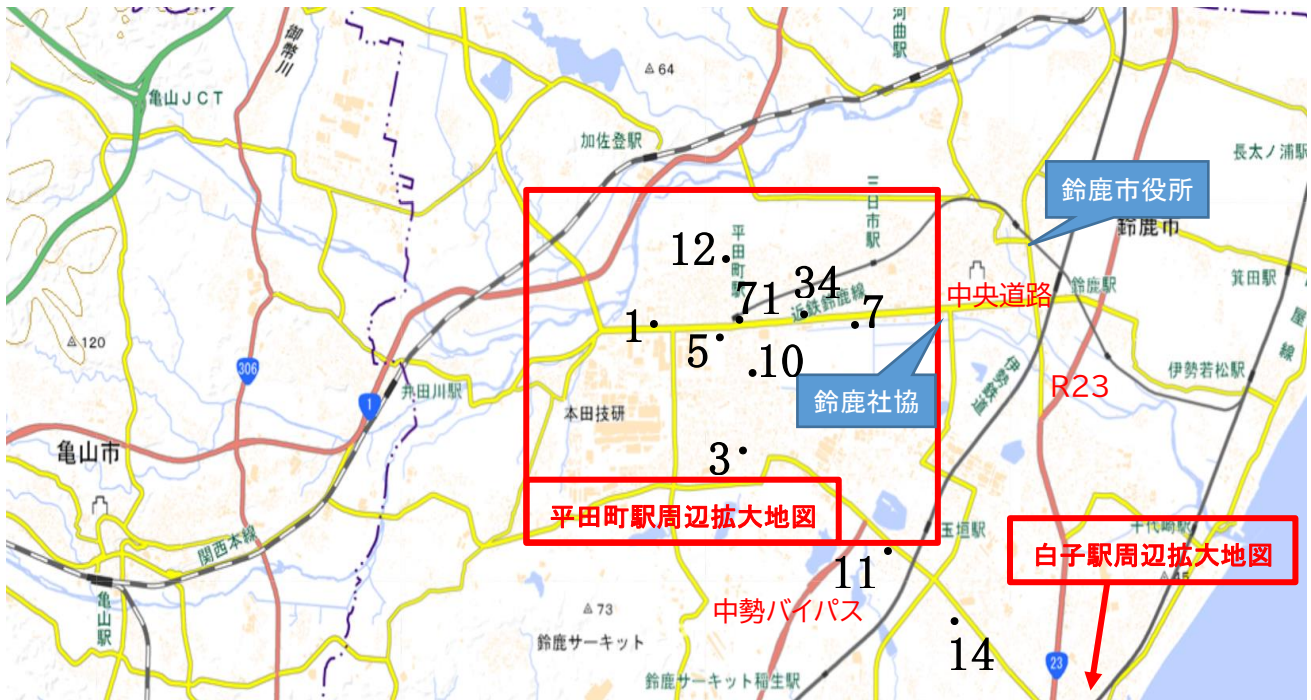 河曲駅
御幣川
64
亀山JCT
加佐登駅
長太ノ浦駅
三日市駅
鈴鹿市役所
鈴鹿市
平田町駅
12
箕田駅
71
34
近鉄鈴鹿線
7
中央道路
鈴鹿駅
1
5
10
120
306
1
井田川駅
鈴鹿社協
伊勢鉄道
伊勢若松駅
R23
本田技研
亀山市
3
平田町駅周辺拡大地図
玉垣駅
千代崎駅
白子駅周辺拡大地図
45
関西本線
11
中勢バイパス
亀山駅
73
鈴鹿サーキット
14
23
鈴鹿サーキット稲生駅
屋線